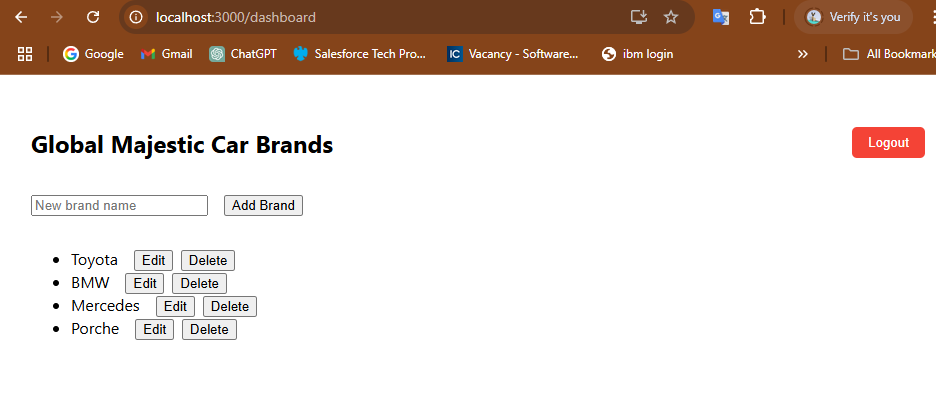 localhost:3000/dashboard Verify it's you
Google Gmail ChatGPT Salesforce Tech Pro... IC Vacancy - Software... ibm login » All Bookmark
Global Majestic Car Brands Logout
New brand name Add Brand
Toyota Edit Delete
BMW Edit Delete
Mercedes Edit Delete
Porche Edit Delete